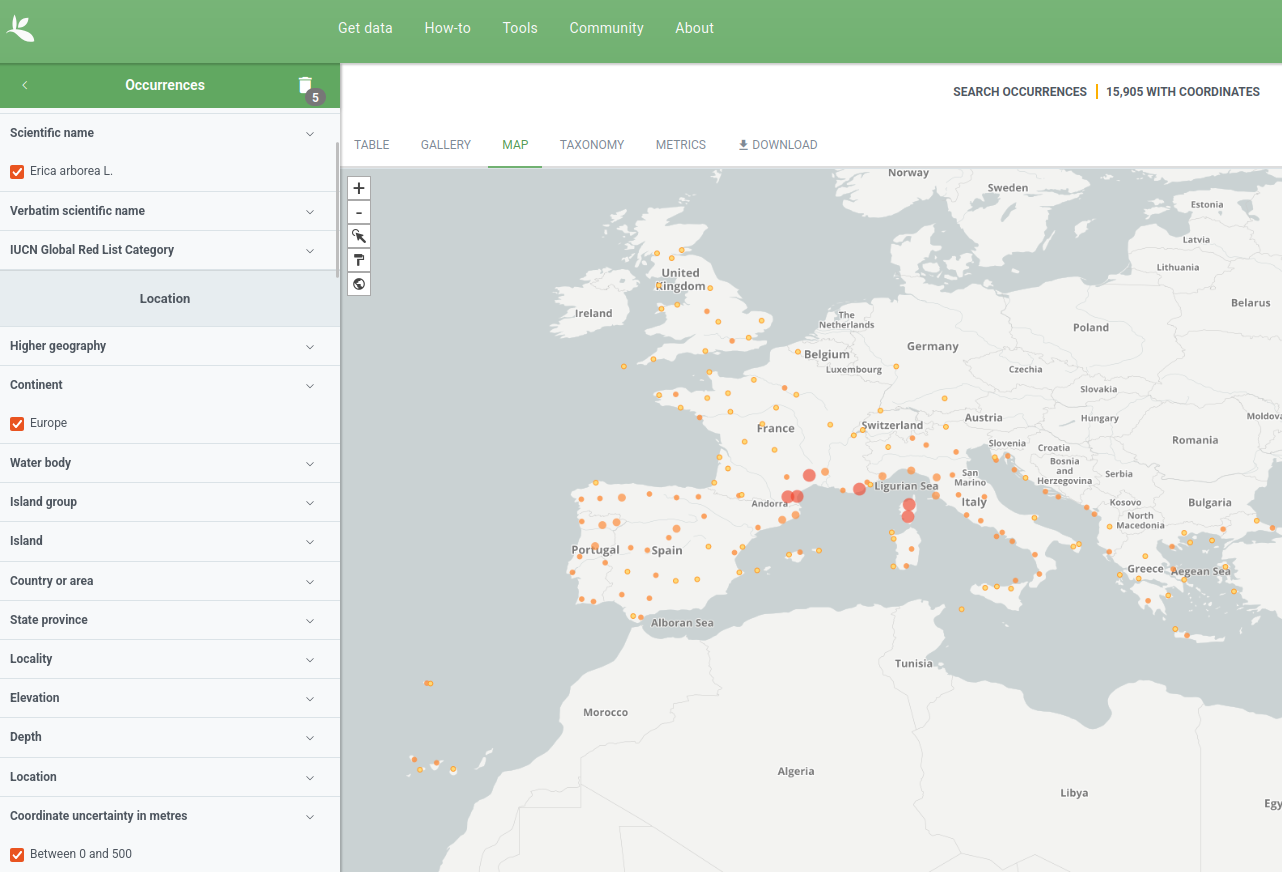 Get data How-to Tools Community About
Occurrences
5
SEARCH OCCURRENCES 15,905 WITH COORDINATES
TABLE GALLERY MAP TAXONOMY METRICS DOWNLOAD
Scientific name
Erica arborea L.
Verbatim scientific name
IUCN Global Red List Category
Location
Higher geography
Continent
Europe
Water body
Island group
Island
Country or area
State province
Locality
Elevation
Depth
Location
Coordinate uncertainty in metres
Between 0 and 500
+
-
Norway
Sweden
Estonia
Latvia
Lithuania
United
Kingdom
Ireland
Belarus
The
Netherlands
Poland
Germany
Belgium
Luxembourg
Czechia
Slovakia
Austria
Hungary
Moldova
France
Switzerland
Slovenia
Croatia
Romania
Bosnia
and
Herzegovina
San
Marino
Serbia
Ligurian Sea
Andorra
Italy
Kosovo
Bulgaria
North
Macedonia
Portugal
Spain
Greece
Aegean Sea
Alboran Sea
Tunisia
Morocco
Algeria
Libya
Egy